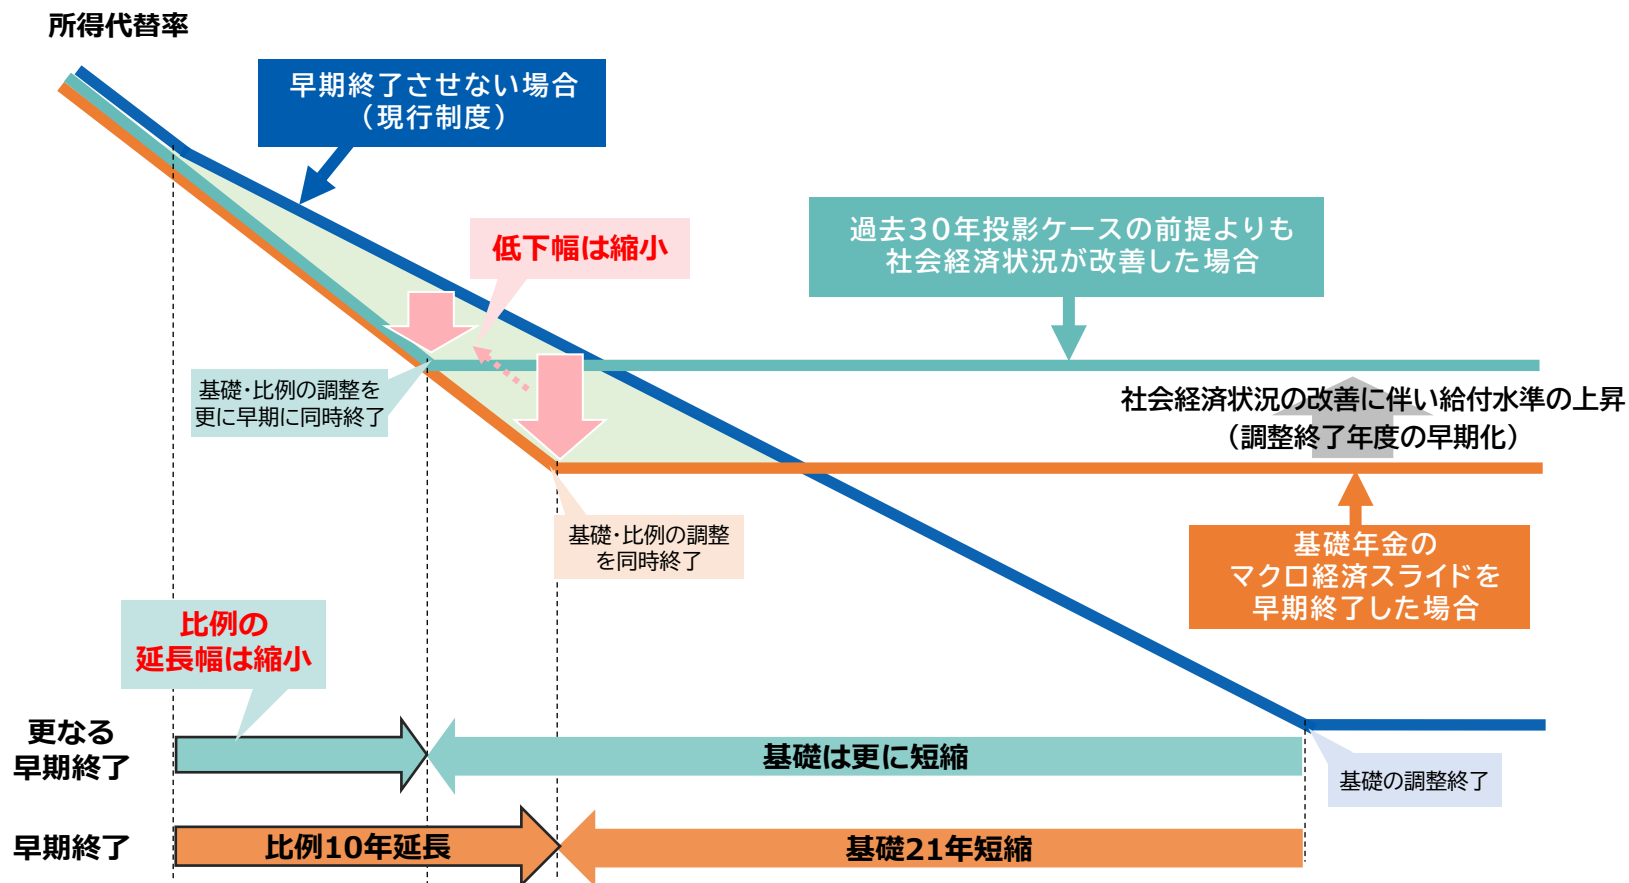 所得代替率
早期終了させない場合
（現行制度）
低下幅は縮小
過去30年投影ケースの前提よりも
社会経済状況が改善した場合
基礎・比例の調整を
更に早期に同時終了
社会経済状況の改善に伴い給付水準の上昇
（調整終了年度の早期化）
基礎・比例の調整
を同時終了
基礎年金の
マクロ経済スライドを
早期終了した場合
比例の
延長幅は縮小
更なる
早期終了
基礎は更に短縮
基礎の調整終了
早期終了
比例10年延長
基礎21年短縮